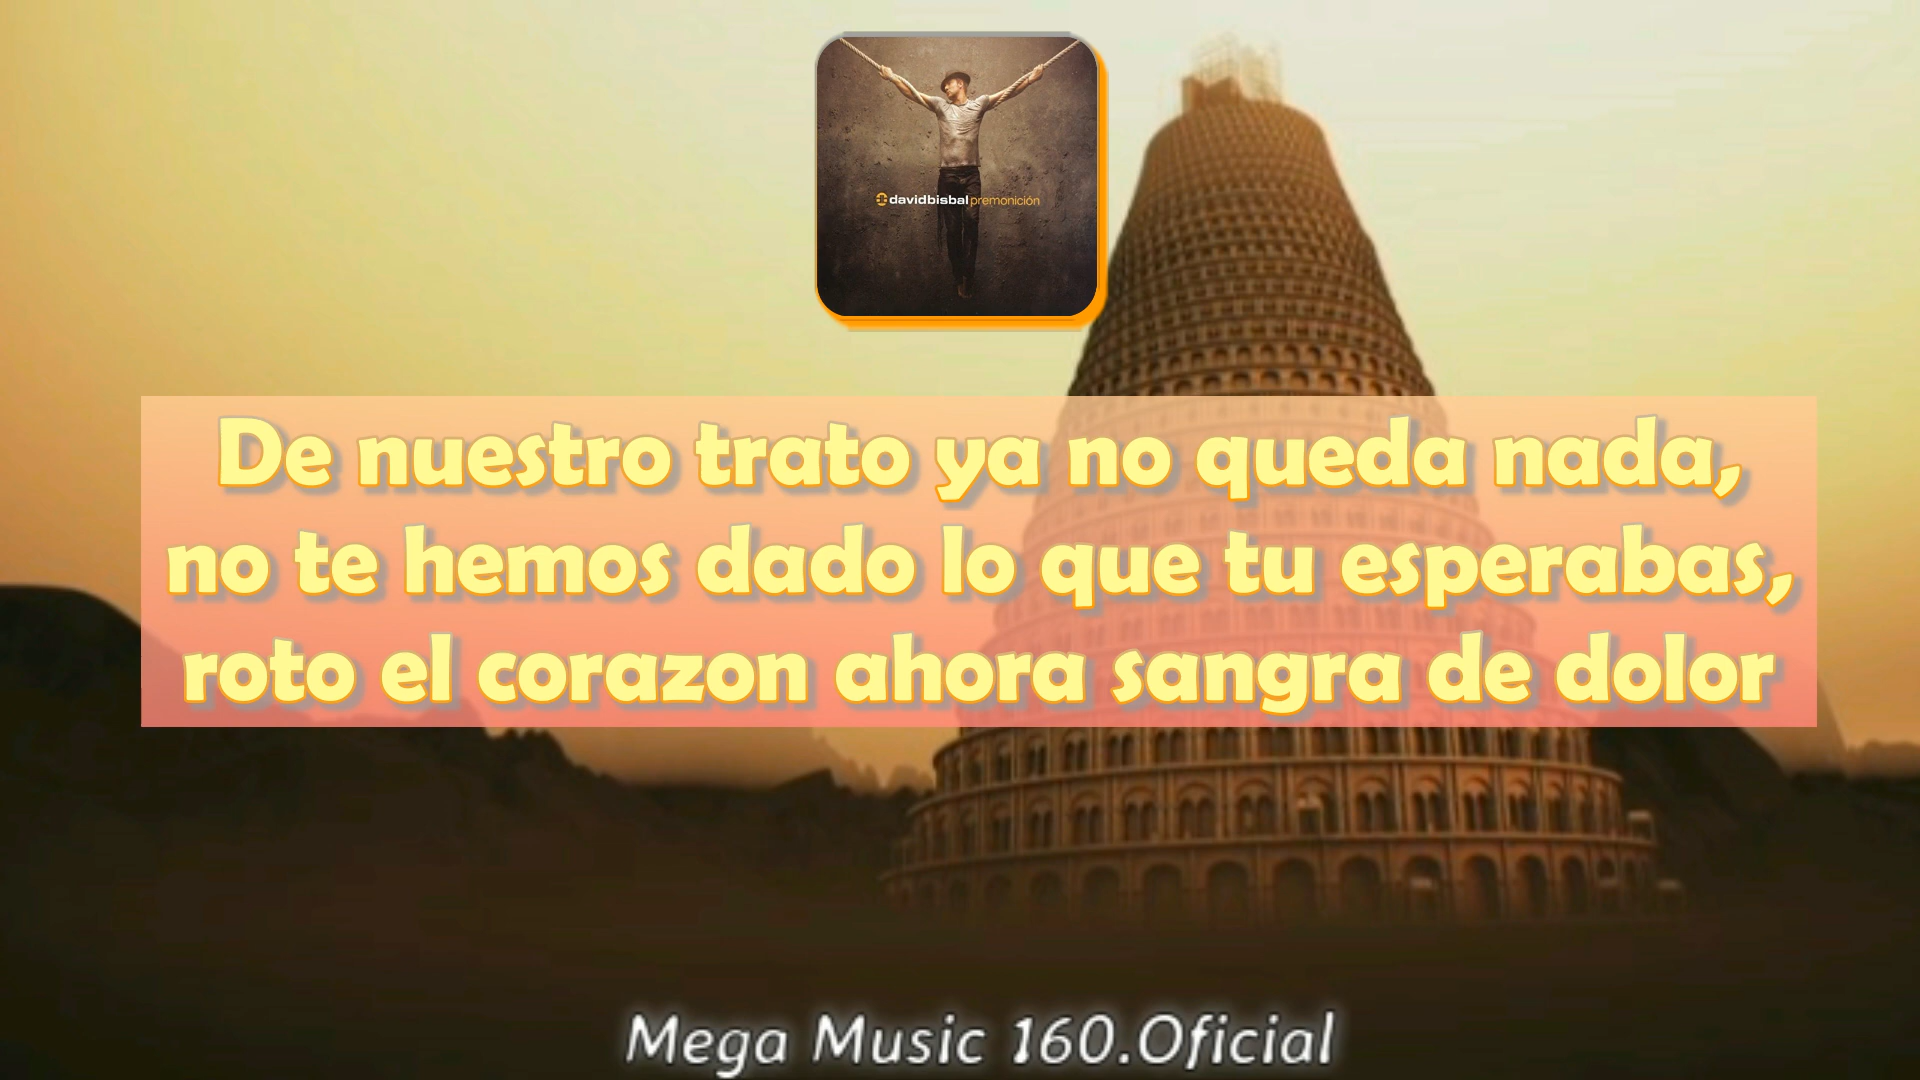 davidbisbal premonición
De nuestro trato ya no queda nada,
no te hemos dado lo que tu esperabas,
roto el corazon ahora sangra de dolor
Mega Music 160.Oficial